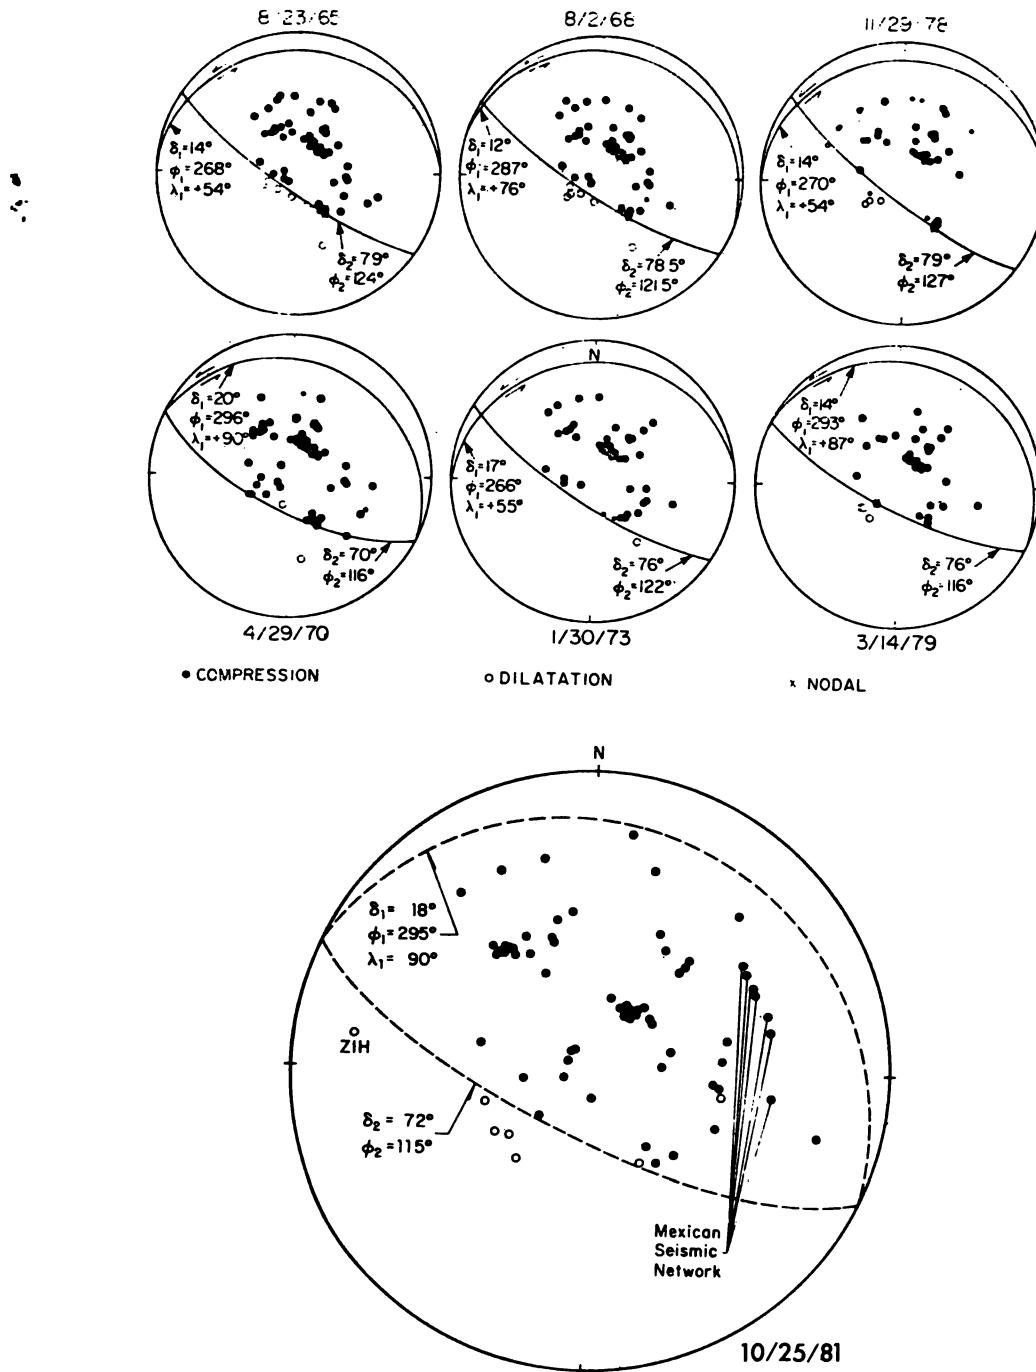 8/23/65
8/2/68
11/29/78
δ₁=14°
ϕ₁=268°
λ₁=+54°
δ₂=79°
ϕ₂=124°
δ₁=12°
ϕ₁=287°
λ₁=+76°
δ₂=78.5°
ϕ₂=121.5°
δ₁=14°
ϕ₁=270°
λ₁=+54°
δ₂=79°
ϕ₂=127°
δ₁=20°
ϕ₁=296°
λ₁=+90°
δ₂=70°
ϕ₂=116°
N
δ₁=17°
ϕ₁=266°
λ₁=+55°
δ₂=76°
ϕ₂=122°
δ₁=14°
ϕ₁=293°
λ₁=+87°
δ₂=76°
ϕ₂=116°
4/29/70
1/30/73
3/14/79
● COMPRESSION
○ DILATATION
x NODAL
N
δ₁= 18°
ϕ₁=295°
λ₁= 90°
ZIH
δ₂= 72°
ϕ₂=115°
Mexican
Seismic
Network
10/25/81